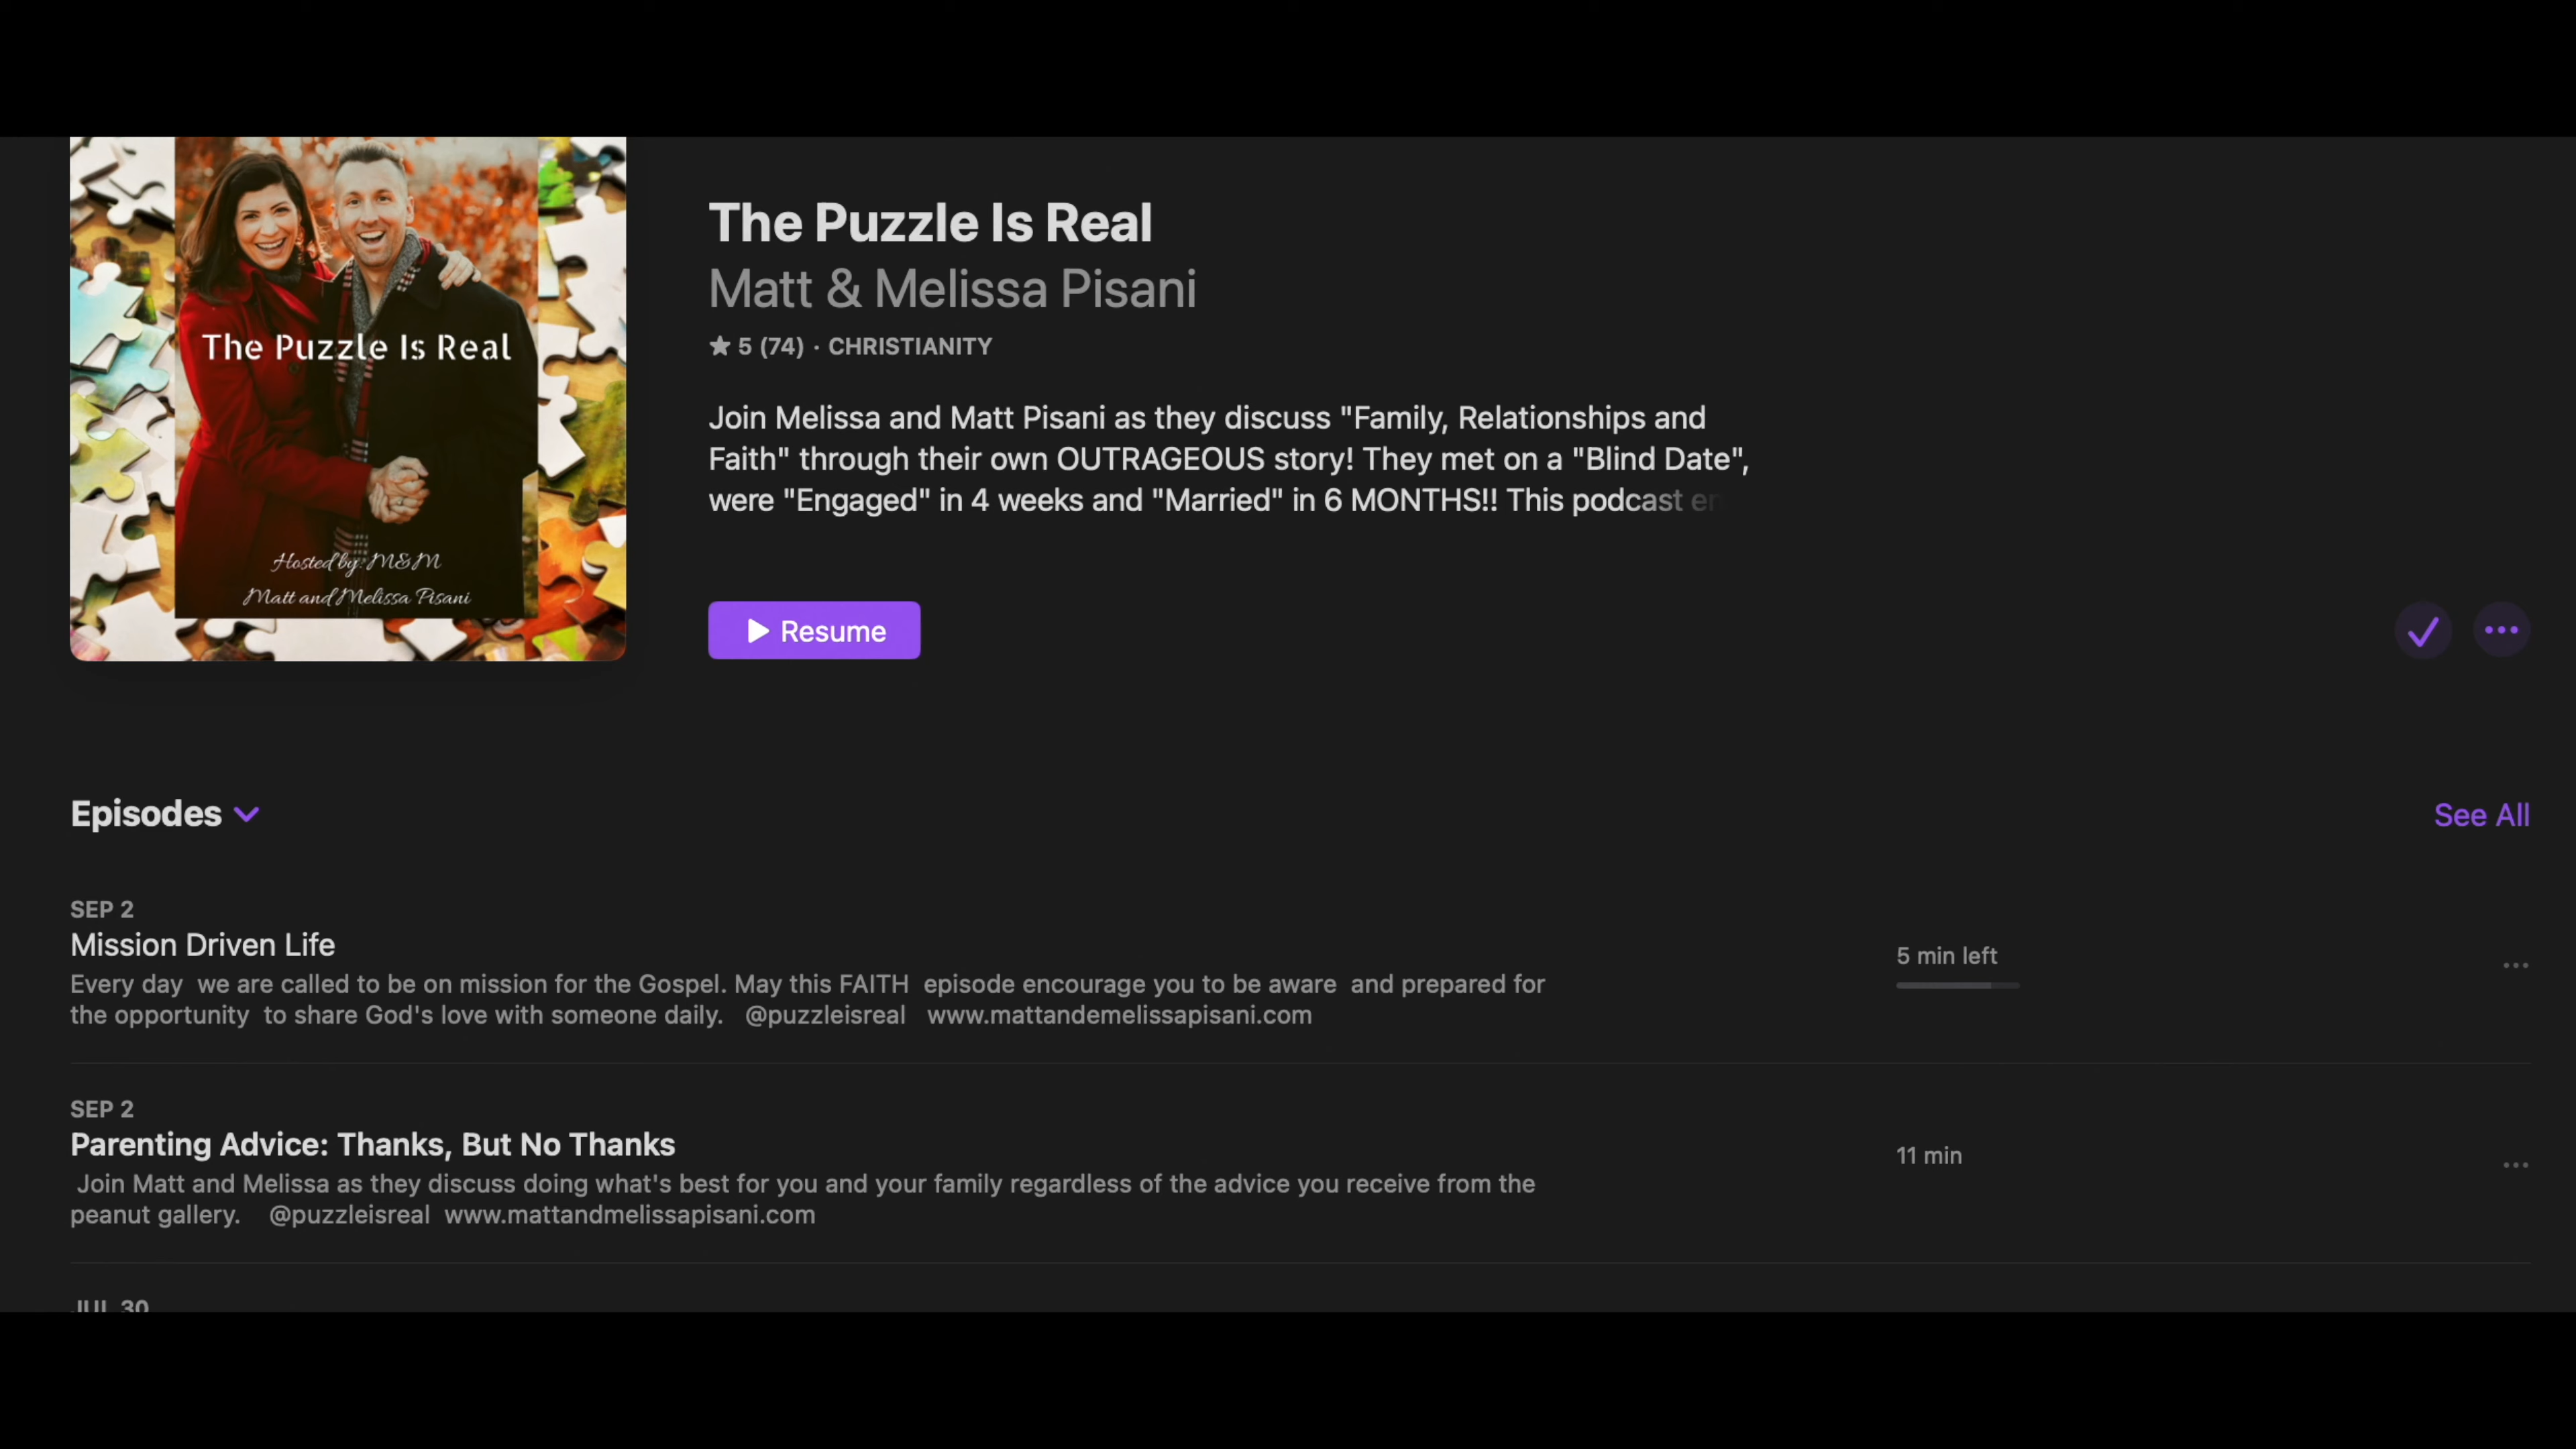 The Puzzle Is Real
Hosted by: M&M
Matt and Melissa Pisani
The Puzzle Is Real
Matt & Melissa Pisani
★ 5 (74) · CHRISTIANITY
Join Melissa and Matt Pisani as they discuss "Family, Relationships and
Faith" through their own OUTRAGEOUS story! They met on a "Blind Date",
were "Engaged" in 4 weeks and "Married" in 6 MONTHS!! This podcast
Resume
Episodes
See All
SEP 2
Mission Driven Life
Every day we are called to be on mission for the Gospel. May this FAITH episode encourage you to be aware and prepared for
the opportunity to share God's love with someone daily. @puzzleisreal www.mattandemelissapisani.com
5 min left
SEP 2
Parenting Advice: Thanks, But No Thanks
Join Matt and Melissa as they discuss doing what's best for you and your family regardless of the advice you receive from the
peanut gallery. @puzzleisreal www.mattandmelissapisani.com
11 min
JUL 30